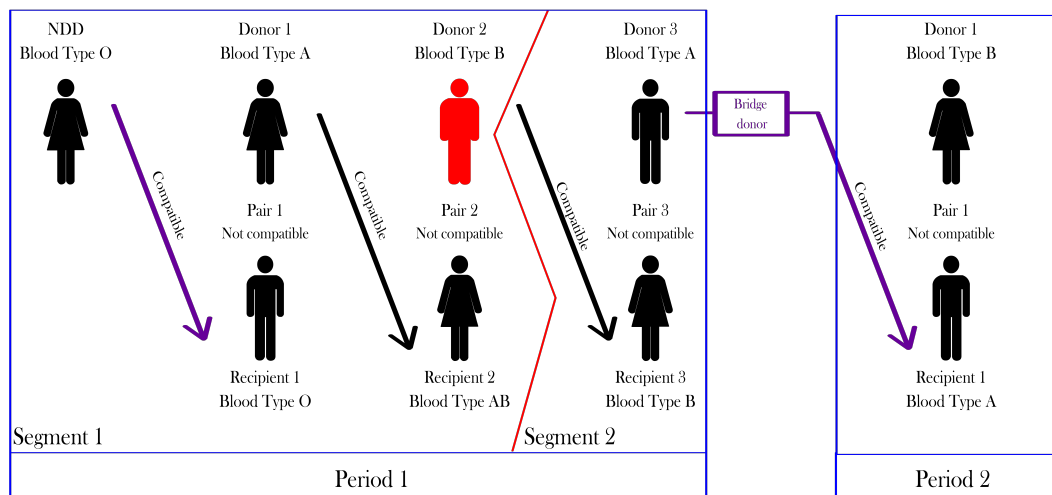 NDD
Blood Type O
Donor 1
Blood Type A
Donor 2
Blood Type B
Donor 3
Blood Type A
Donor 1
Blood Type B
Bridge
donor
Compatible
Compatible
Compatible
Compatible
Pair 1
Not compatible
Pair 2
Not compatible
Pair 3
Not compatible
Pair 1
Not compatible
Recipient 1
Blood Type O
Recipient 2
Blood Type AB
Recipient 3
Blood Type B
Recipient 1
Blood Type A
Segment 1
Segment 2
Period 1
Period 2